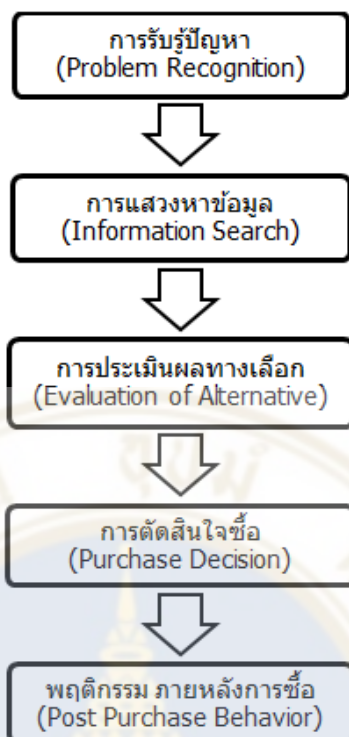 การรับรู้ปัญหา
(Problem Recognition)
การแสวงหาข้อมูล
(Information Search)
การประเมินผลทางเลือก
(Evaluation of Alternative)
การตัดสินใจซื้อ
(Purchase Decision)
พฤติกรรม ภายหลังการซื้อ
(Post Purchase Behavior)